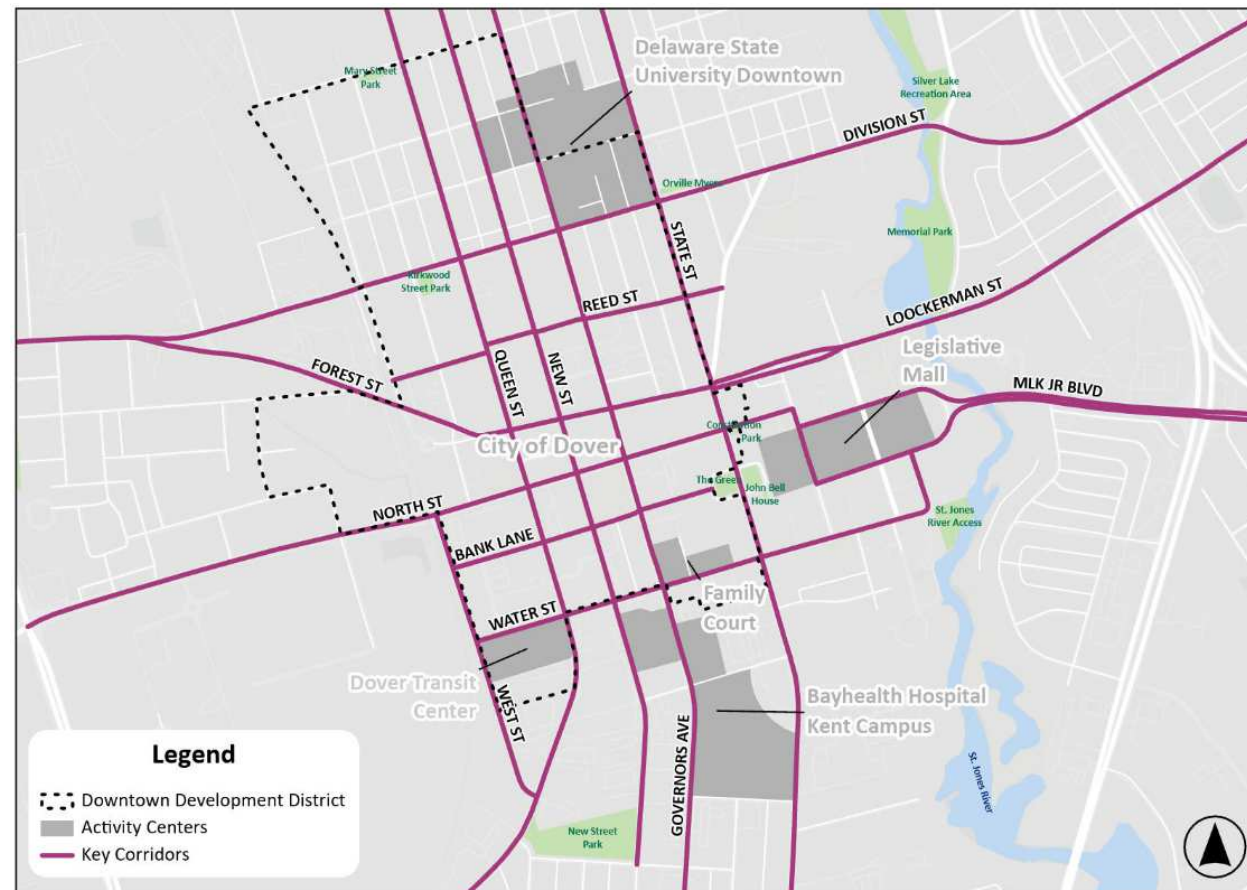 Delaware State
University Downtown
Mary Street
Park
Silver Lake
Recreation Area
DIVISION ST
Orville Myers
STATE ST
Memorial Park
Kirkwood
Street Park
REED ST
LOOCKERMAN ST
Legislative
Mall
FOREST ST
QUEEN ST
NEW ST
MLK JR BLVD
City of Dover
Constitution
Park
The Green
John Bell
House
NORTH ST
St. Jones
River Access
BANK LANE
WATER ST
Family
Court
Dover Transit
Center
WEST ST
Bayhealth Hospital
Kent Campus
GOVERNORS AVE
St. Jones River
New Street
Park
Legend
Downtown Development District
Activity Centers
Key Corridors